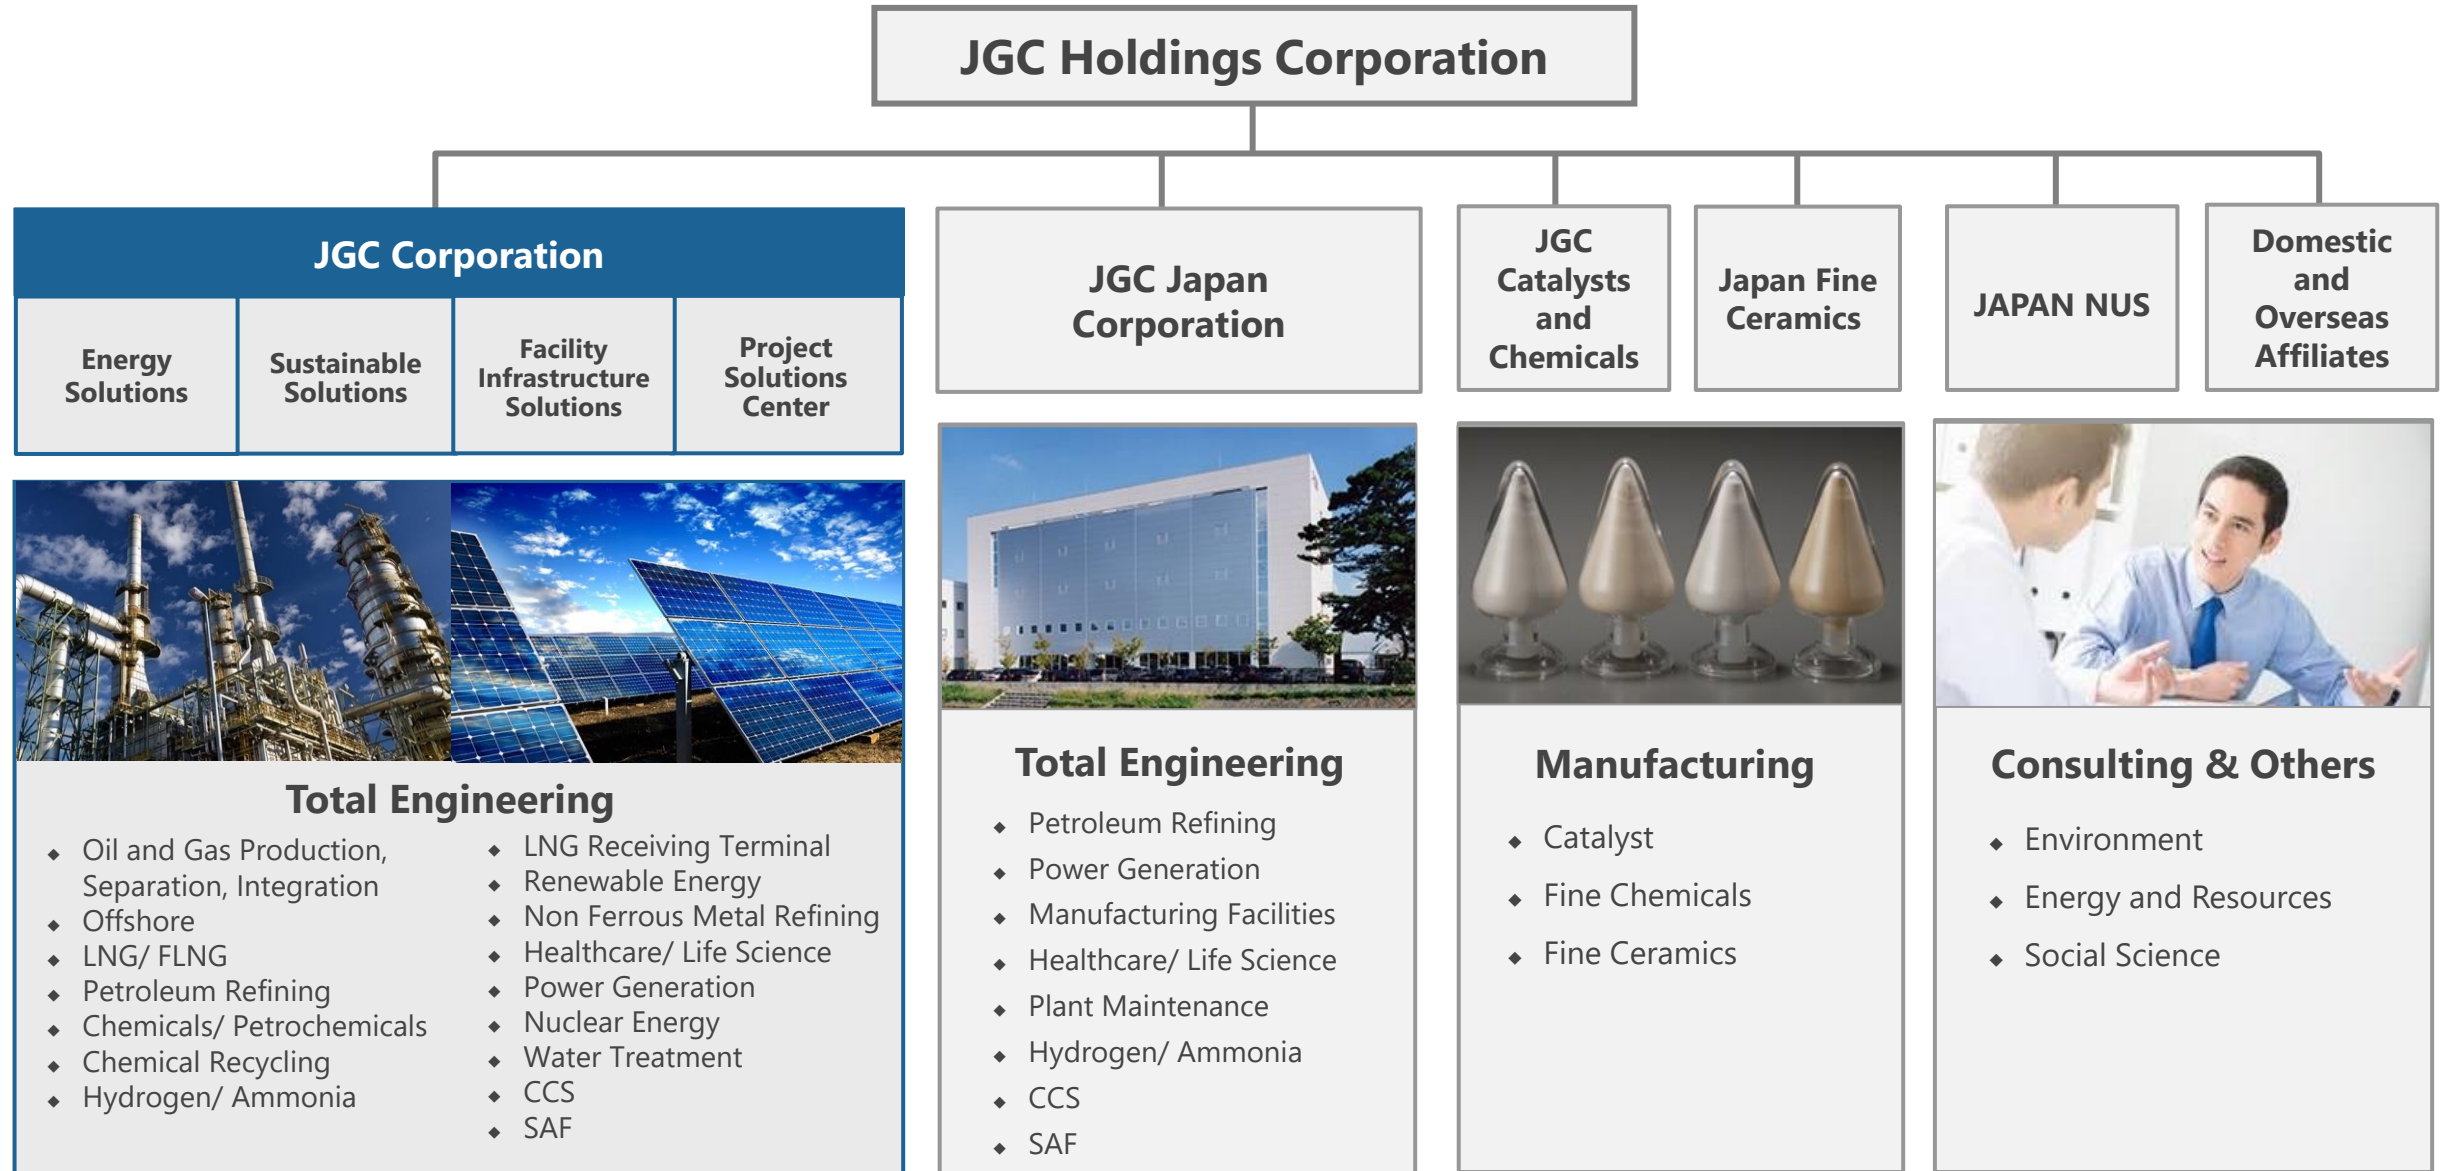 JGC Holdings Corporation
JGC Corporation
Energy
Solutions
Sustainable
Solutions
Facility
Infrastructure
Solutions
Project
Solutions
Center
JGC Japan
Corporation
JGC
Catalysts
and
Chemicals
Japan Fine
Ceramics
JAPAN NUS
Domestic
and
Overseas
Affiliates
Total Engineering
◆ Oil and Gas Production,
Separation, Integration
◆ Offshore
◆ LNG/ FLNG
◆ Petroleum Refining
◆ Chemicals/ Petrochemicals
◆ Chemical Recycling
◆ Hydrogen/ Ammonia
◆ LNG Receiving Terminal
◆ Renewable Energy
◆ Non Ferrous Metal Refining
◆ Healthcare/ Life Science
◆ Power Generation
◆ Nuclear Energy
◆ Water Treatment
◆ CCS
◆ SAF
Total Engineering
◆ Petroleum Refining
◆ Power Generation
◆ Manufacturing Facilities
◆ Healthcare/ Life Science
◆ Plant Maintenance
◆ Hydrogen/ Ammonia
◆ CCS
◆ SAF
Manufacturing
◆ Catalyst
◆ Fine Chemicals
◆ Fine Ceramics
Consulting & Others
◆ Environment
◆ Energy and Resources
◆ Social Science